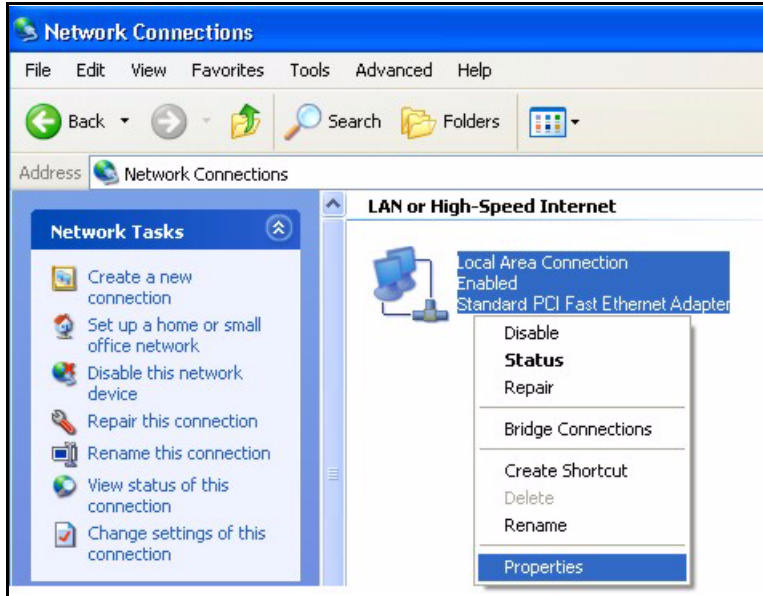 Network Connections
File Edit View Favorites Tools Advanced Help
Back Search Folders
Address Network Connections
Network Tasks
Create a new
connection
Set up a home or small
office network
Disable this network
device
Repair this connection
Rename this connection
View status of this
connection
Change settings of this
connection
LAN or High-Speed Internet
Local Area Connection
Enabled
Standard PCI Fast Ethernet Adapter
Disable
Status
Repair
Bridge Connections
Create Shortcut
Delete
Rename
Properties